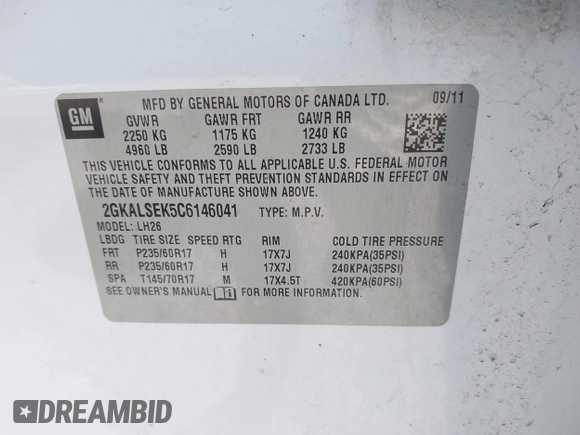 GM
MFD BY GENERAL MOTORS OF CANADA LTD. 09/11
GVWR GAWR FRT GAWR RR
2250 KG 1175 KG 1240 KG
4960 LB 2590 LB 2733 LB
THIS VEHICLE CONFORMS TO ALL APPLICABLE U.S. FEDERAL MOTOR
VEHICLE SAFETY AND THEFT PREVENTION STANDARDS IN EFFECT ON
THE DATE OF MANUFACTURE SHOWN ABOVE.
2GKALSEK5C6146041 TYPE: M.P.V.
MODEL: LH26
LBDG TIRE SIZE SPEED RTG RIM COLD TIRE PRESSURE
FRT P235/60R17 H 17X7J 240KPA(35PSI)
RR P235/60R17 H 17X7J 240KPA(35PSI)
SPA T145/70R17 M 17X4.5T 420KPA(60PSI)
SEE OWNER'S MANUAL FOR MORE INFORMATION.
DREAMBID